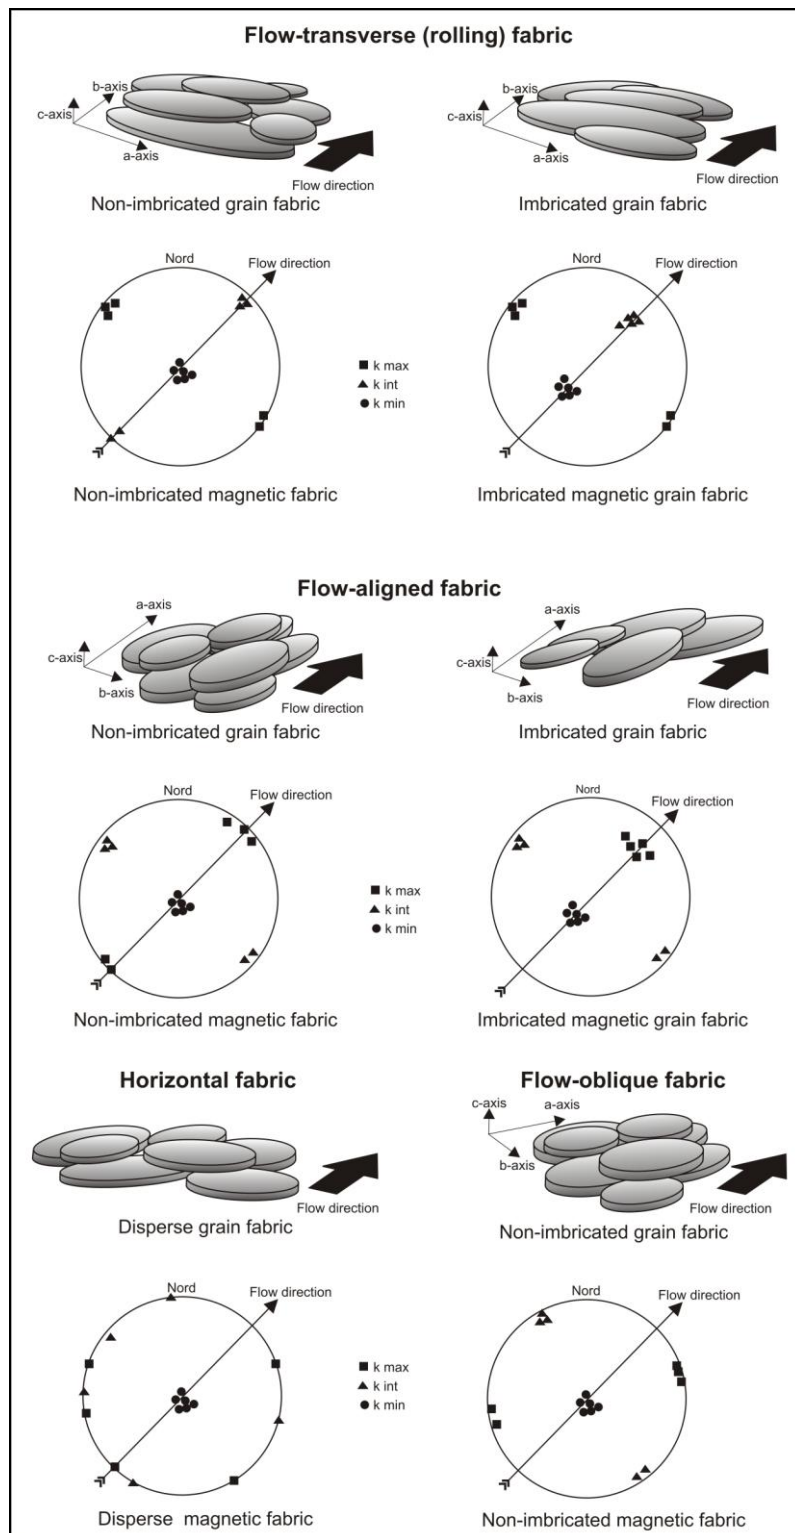 Flow-transverse (rolling) fabric
b-axis
c-axis
a-axis
Flow direction
Non-imbricated grain fabric
b-axis
c-axis
a-axis
Flow direction
Imbricated grain fabric
Nord
Flow direction
Non-imbricated magnetic fabric
k max
k int
k min
Nord
Flow direction
Imbricated magnetic grain fabric
Flow-aligned fabric
a-axis
c-axis
b-axis
Flow direction
Non-imbricated grain fabric
a-axis
c-axis
b-axis
Flow direction
Imbricated grain fabric
Nord
Flow direction
Non-imbricated magnetic fabric
k max
k int
k min
Nord
Flow direction
Imbricated magnetic grain fabric
Horizontal fabric
Flow direction
Disperse grain fabric
Flow-oblique fabric
c-axis
a-axis
b-axis
Flow direction
Non-imbricated grain fabric
Nord
Flow direction
Disperse magnetic fabric
k max
k int
k min
Nord
Flow direction
Non-imbricated magnetic fabric